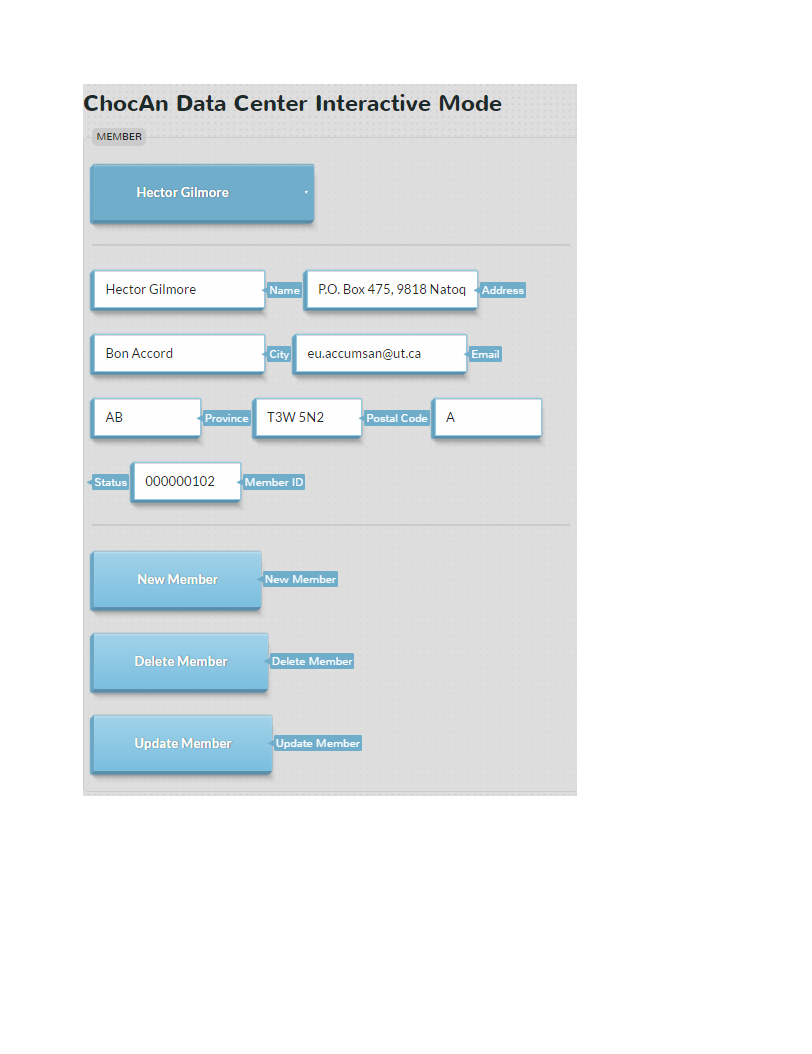 ChocAn Data Center Interactive Mode
MEMBER
Hector Gilmore
Hector Gilmore Name P.O. Box 475, 9818 Natoq Address
Bon Accord City eu.accumsan@ut.ca Email
AB Province T3W 5N2 Postal Code A
Status 000000102 Member ID
New Member New Member
Delete Member Delete Member
Update Member Update Member